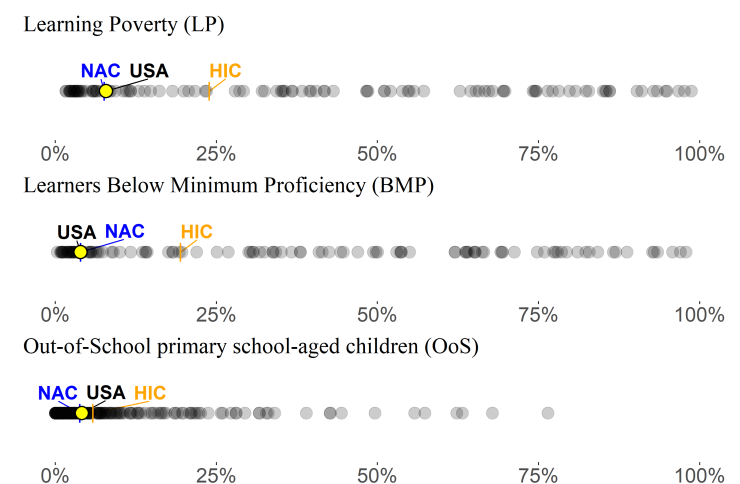 Learning Poverty (LP)
NAC USA HIC
0% 25% 50% 75% 100%
Learners Below Minimum Proficiency (BMP)
USA NAC HIC
0% 25% 50% 75% 100%
Out-of-School primary school-aged children (OoS)
NAC USA HIC
0% 25% 50% 75% 100%